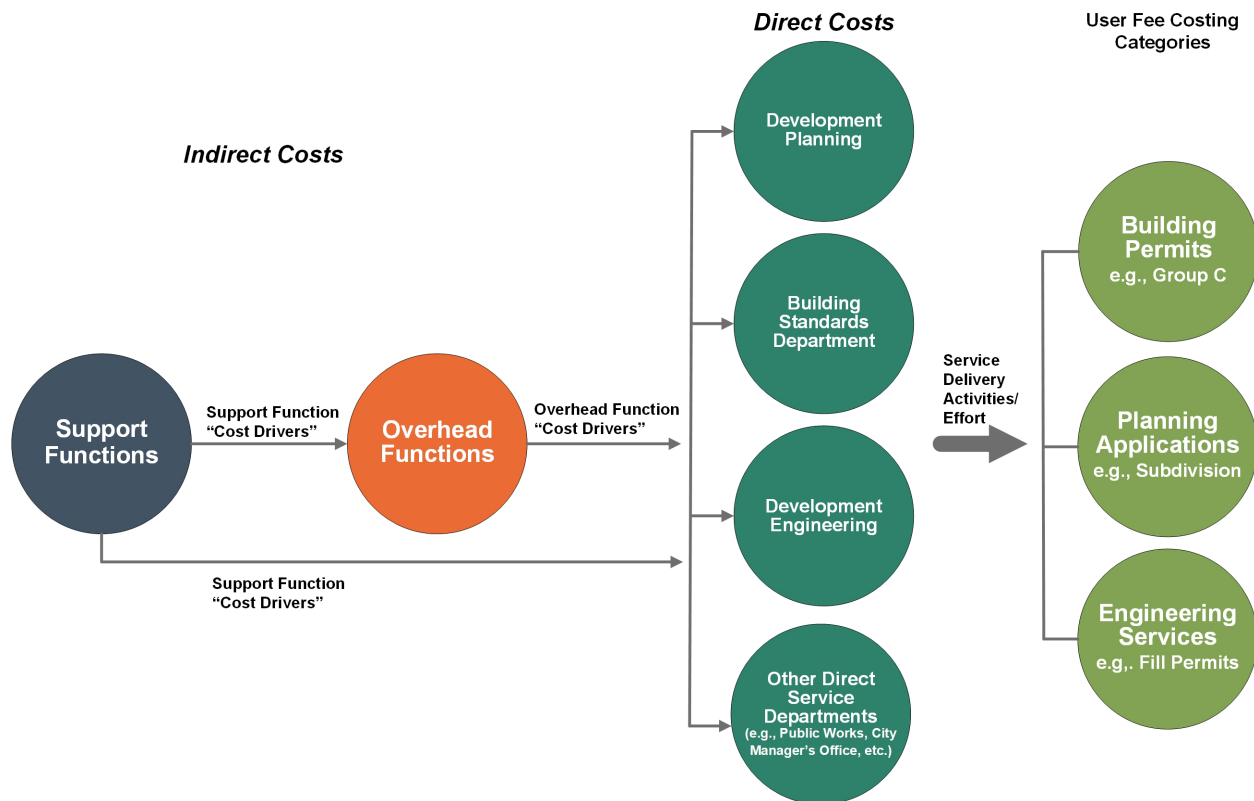 Indirect Costs
Support
Functions
Support Function
“Cost Drivers”
Overhead
Functions
Overhead Function
“Cost Drivers”
Support Function
“Cost Drivers”
Direct Costs
Development
Planning
Building
Standards
Department
Development
Engineering
Other Direct
Service
Departments
(e.g., Public Works, City
Manager’s Office, etc.)
Service
Delivery
Activities/
Effort
User Fee Costing
Categories
Building
Permits
e.g., Group C
Planning
Applications
e.g., Subdivision
Engineering
Services
e.g,. Fill Permits